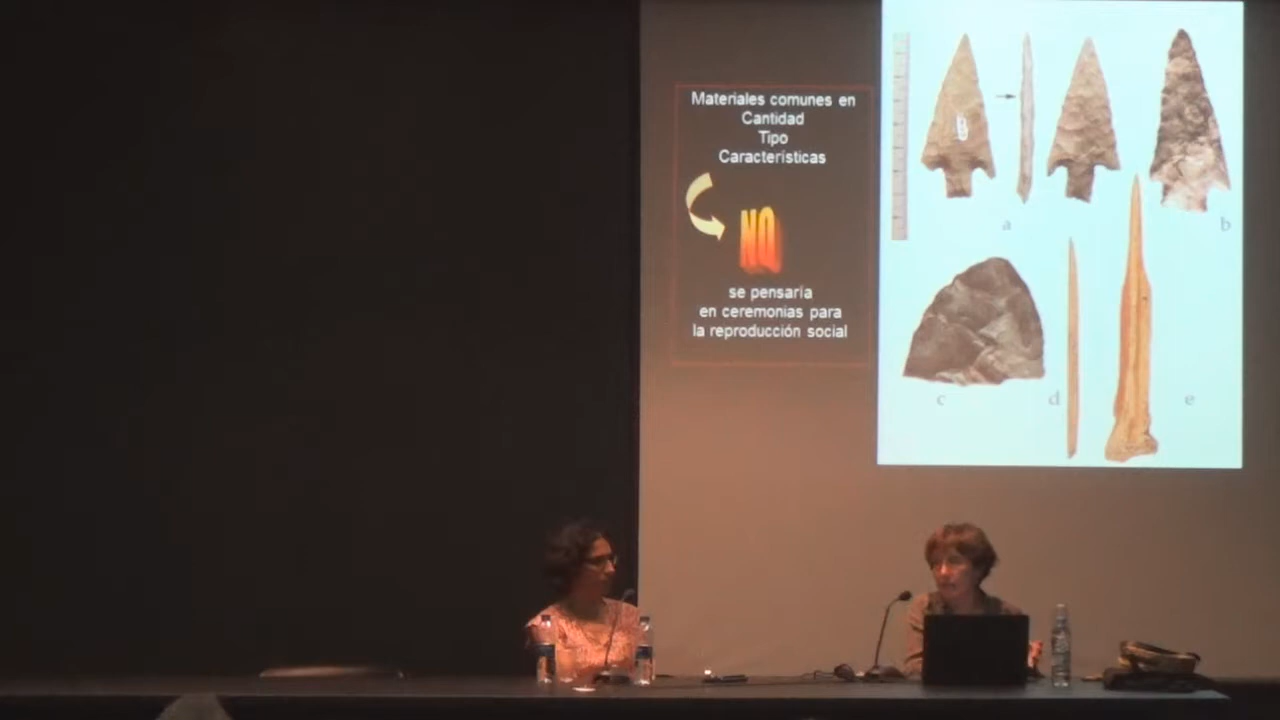 Materiales comunes en
Cantidad
Tipo
Características
NO
se pensaría
en ceremonias para
la reproducción social
a
b
c
d
e